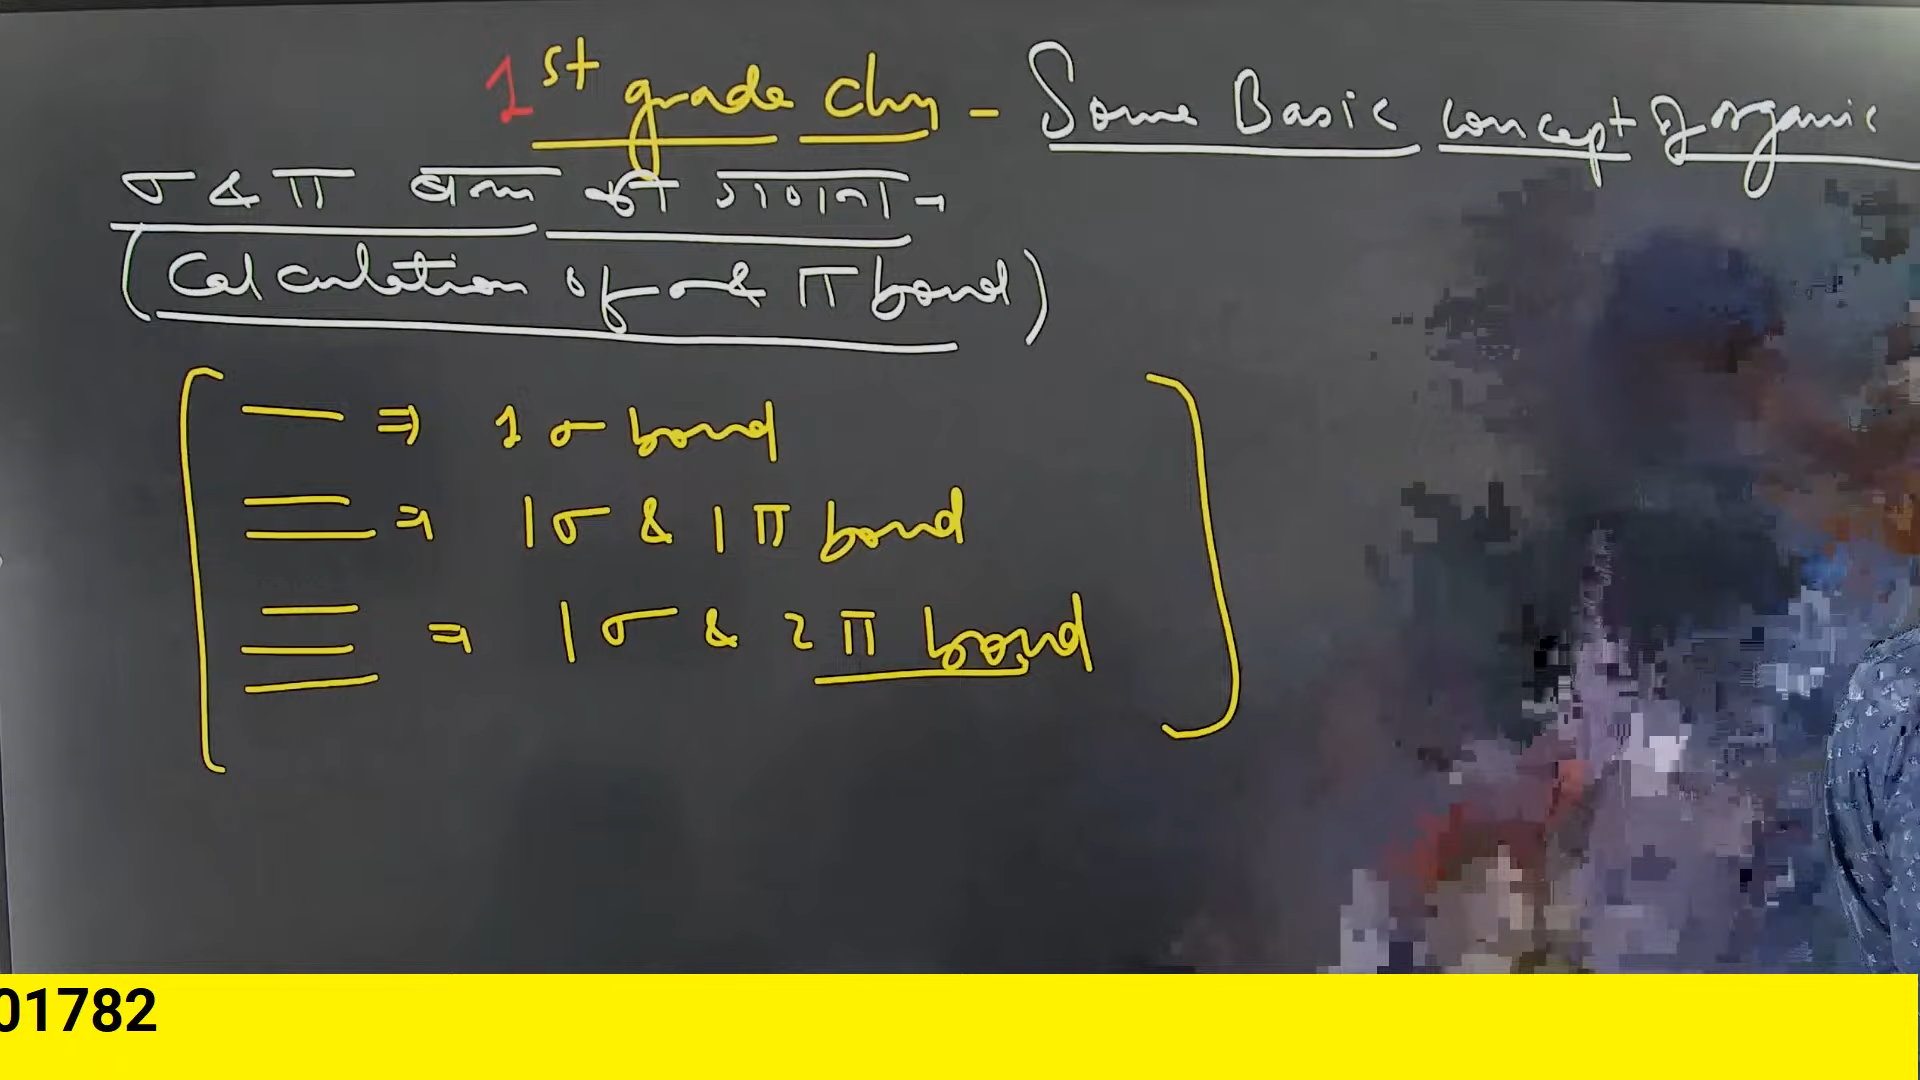 1st grade chy - Some Basic concept of organic
σ & π बन्ध की गणना -
(Calculation of σ & π bond)
— ⇒ 1 σ bond
= ⇒ 1σ & 1π bond
≡ ⇒ 1σ & 2π bond
01782